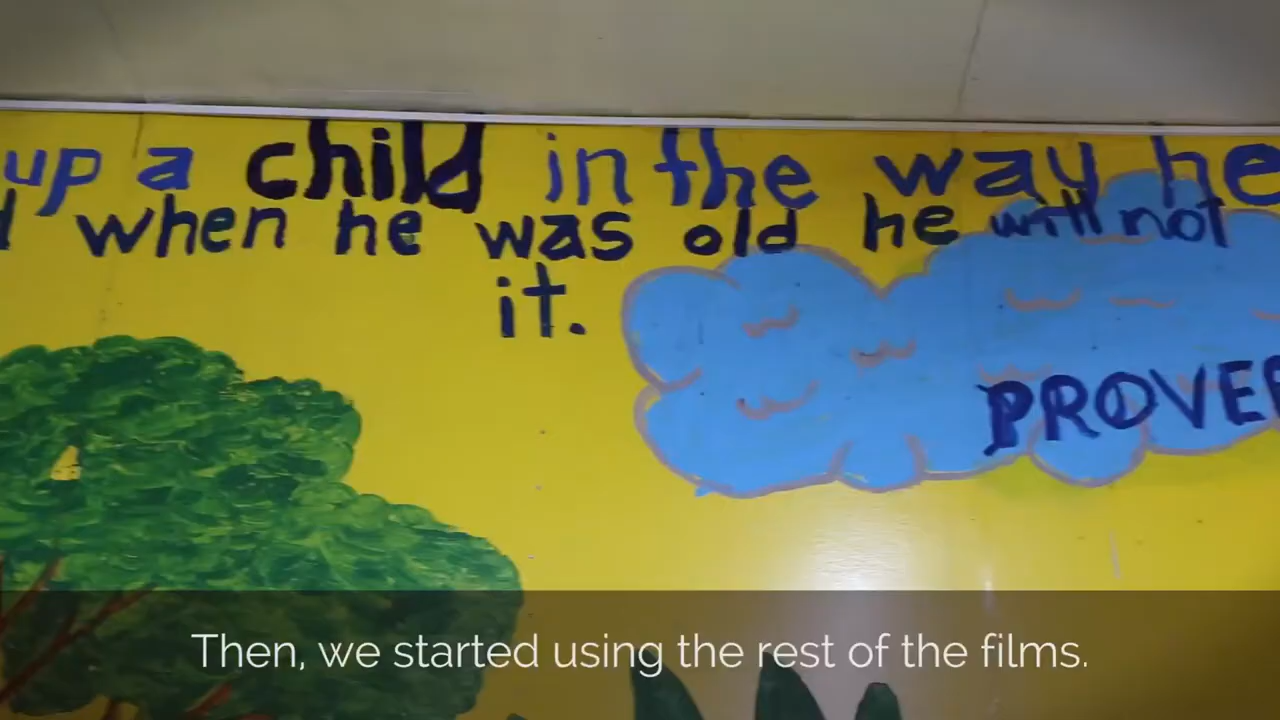 up a child in the way he
when he was old he will not
it.
PROVER
Then, we started using the rest of the films.